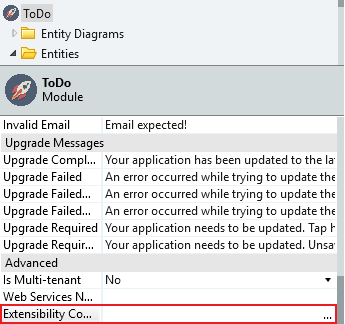 ToDo
Entity Diagrams
Entities
ToDo
Module
Invalid Email Email expected!
Upgrade Messages
Upgrade Compl... Your application has been updated to the la
Upgrade Failed An error occurred while trying to update the
Upgrade Failed... An error occurred while trying to update the
Upgrade Failed... An error occurred while trying to update the
Upgrade Required Your application needs to be updated. Tap h
Upgrade Requir... Your application needs to be updated. Unsa
Advanced
Is Multi-tenant No
Web Services N...
Extensibility Co... ...